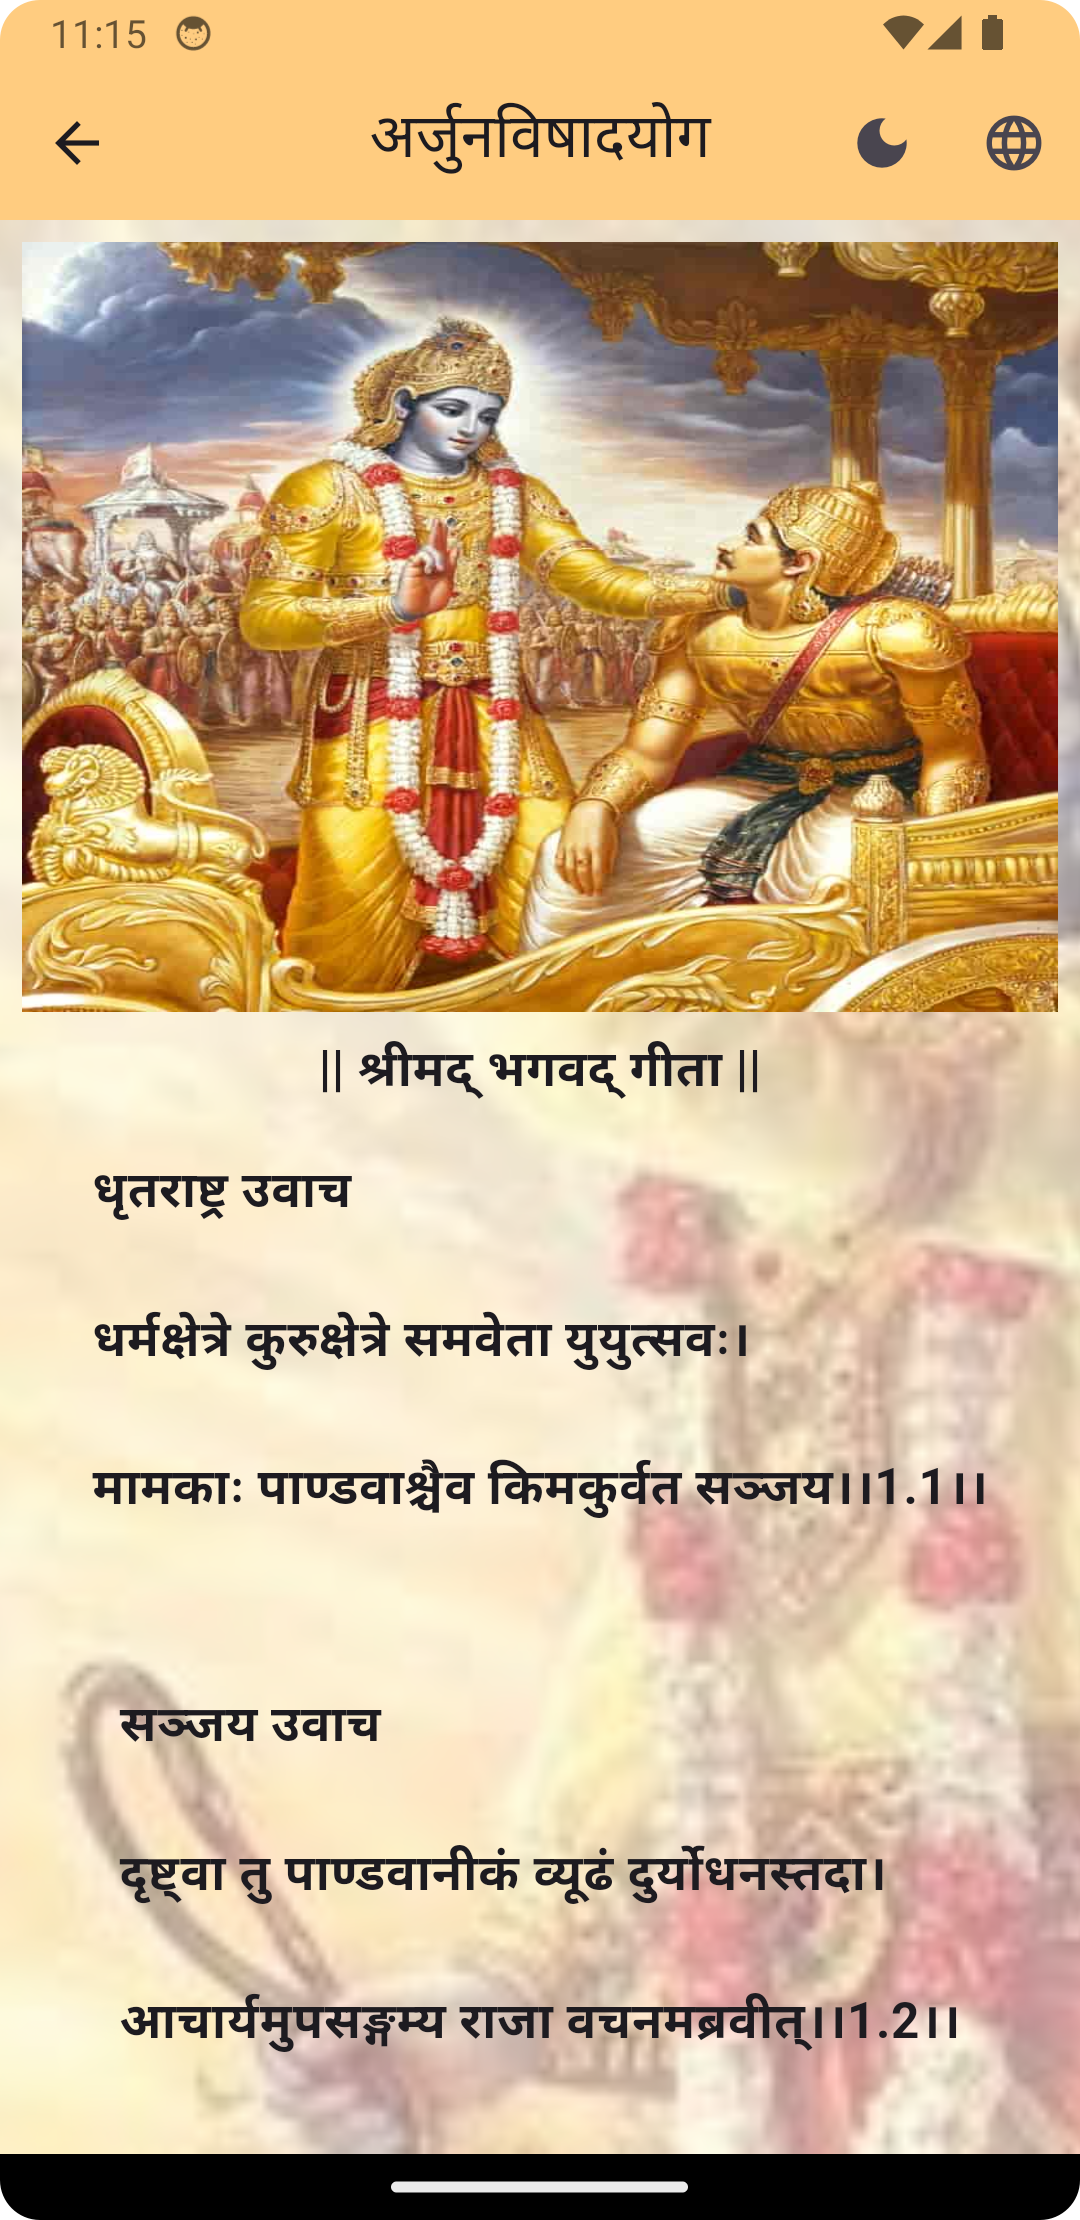 11:15
अर्जुनविषादयोग
|| श्रीमद् भगवद् गीता ||
धृतराष्ट्र उवाच
धर्मक्षेत्रे कुरुक्षेत्रे समवेता युयुत्सवः।
मामकाः पाण्डवाश्चैव किमकुर्वत सञ्जय।।1.1।।
सञ्जय उवाच
दृष्ट्वा तु पाण्डवानीकं व्यूढं दुर्योधनस्तदा।
आचार्यमुपसङ्गम्य राजा वचनमब्रवीत्।।1.2।।